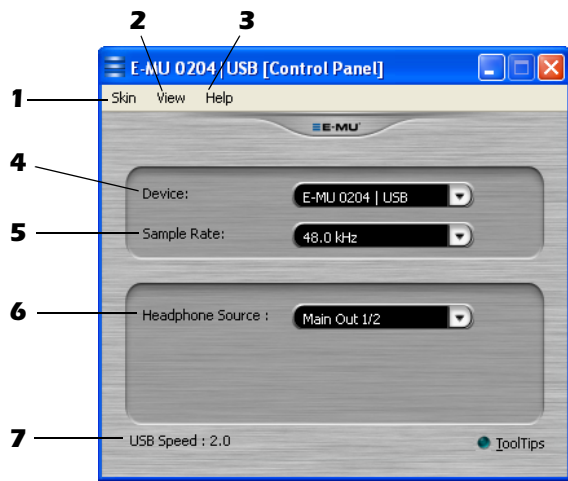 2 3
E-MU 0204 | USB [Control Panel]
1 Skin View Help
E-MU
4 Device: E-MU 0204 | USB
5 Sample Rate: 48.0 kHz
6 Headphone Source : Main Out 1/2
7 USB Speed : 2.0 ToolTips